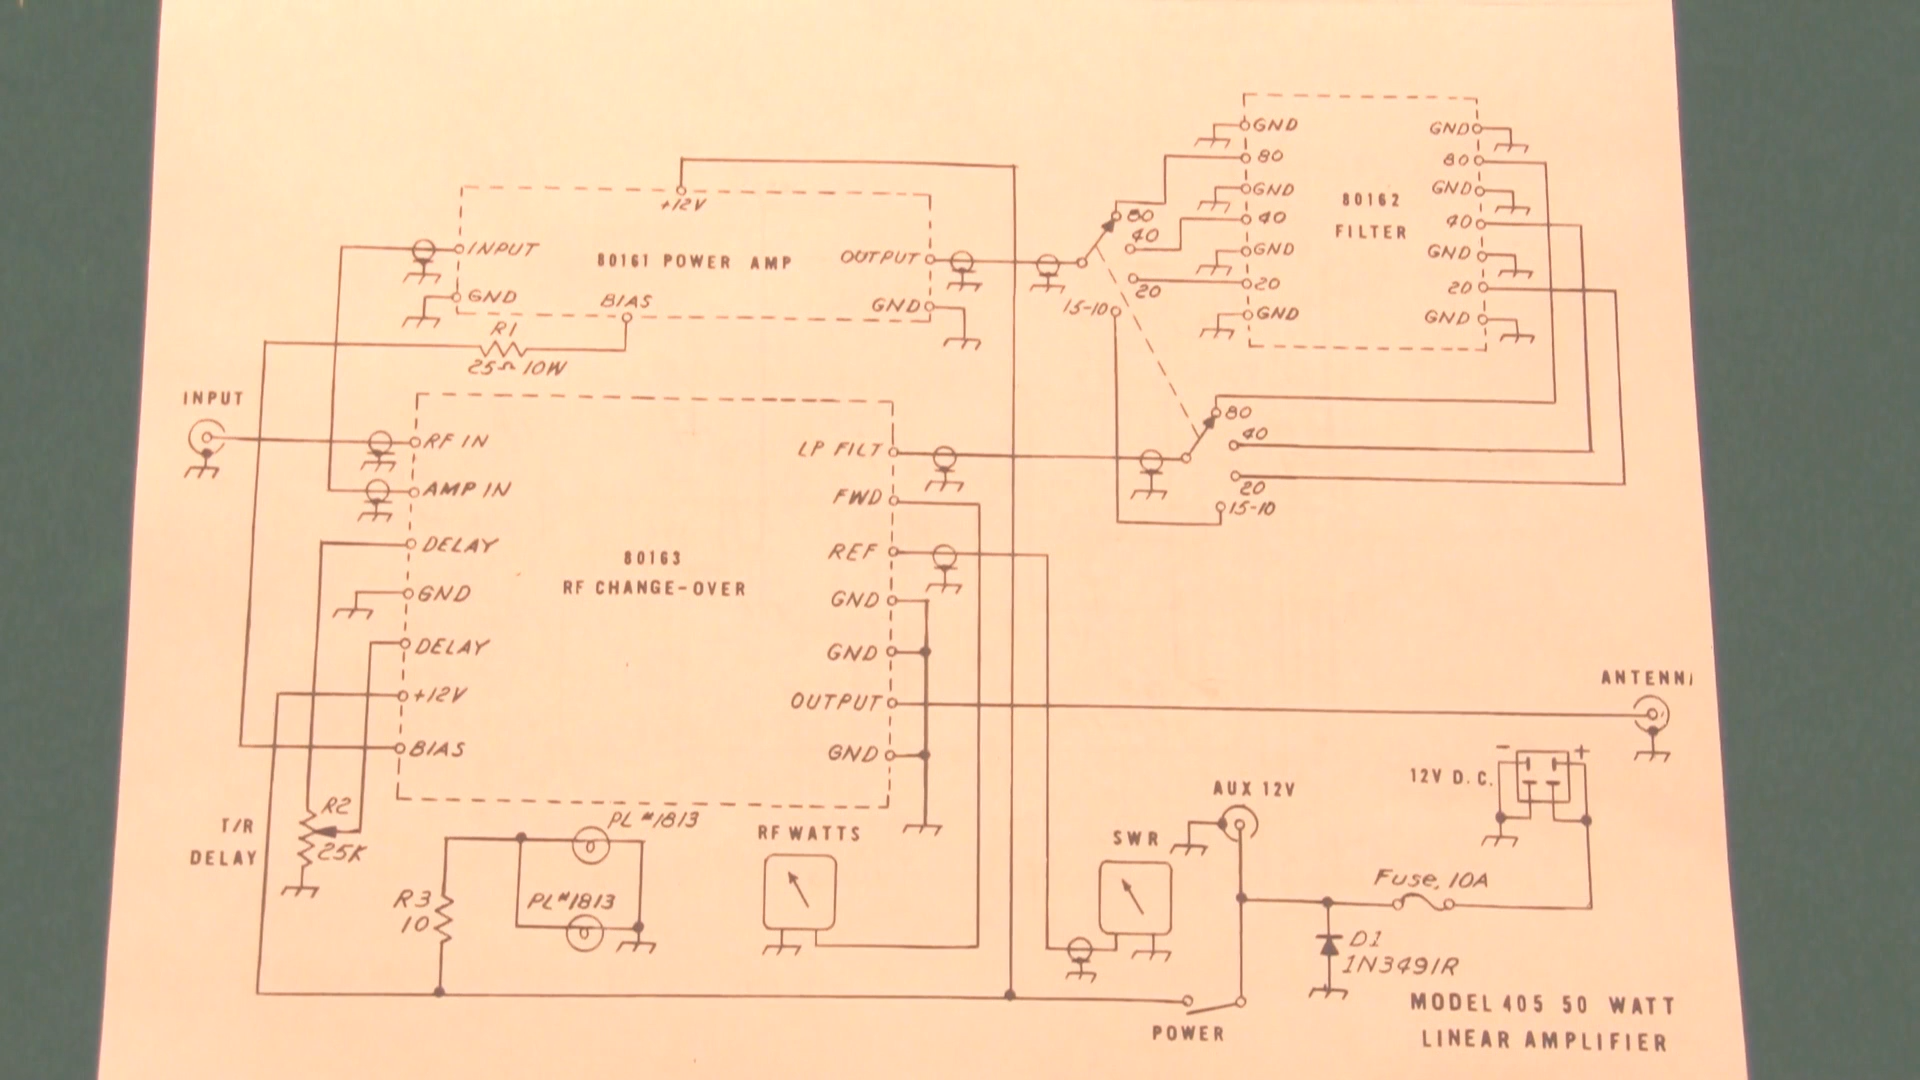 GND
80
GND
40
GND
20
GND
80162
FILTER
GND
80
GND
40
GND
20
GND
+12V
INPUT
80161 POWER AMP
OUTPUT
GND
BIAS
GND
R1
25Ω 10W
80
40
20
15-10
INPUT
RF IN
AMP IN
DELAY
GND
DELAY
+12V
BIAS
80163
RF CHANGE-OVER
LP FILT
FWD
REF
GND
GND
OUTPUT
GND
80
40
20
15-10
ANTENN
12V D.C.
- +
AUX 12V
T/R
DELAY
R2
25K
PL #1813
PL #1813
R3
10
RF WATTS
SWR
Fuse, 10A
D1
1N3491R
POWER
MODEL 405 50 WATT
LINEAR AMPLIFIER